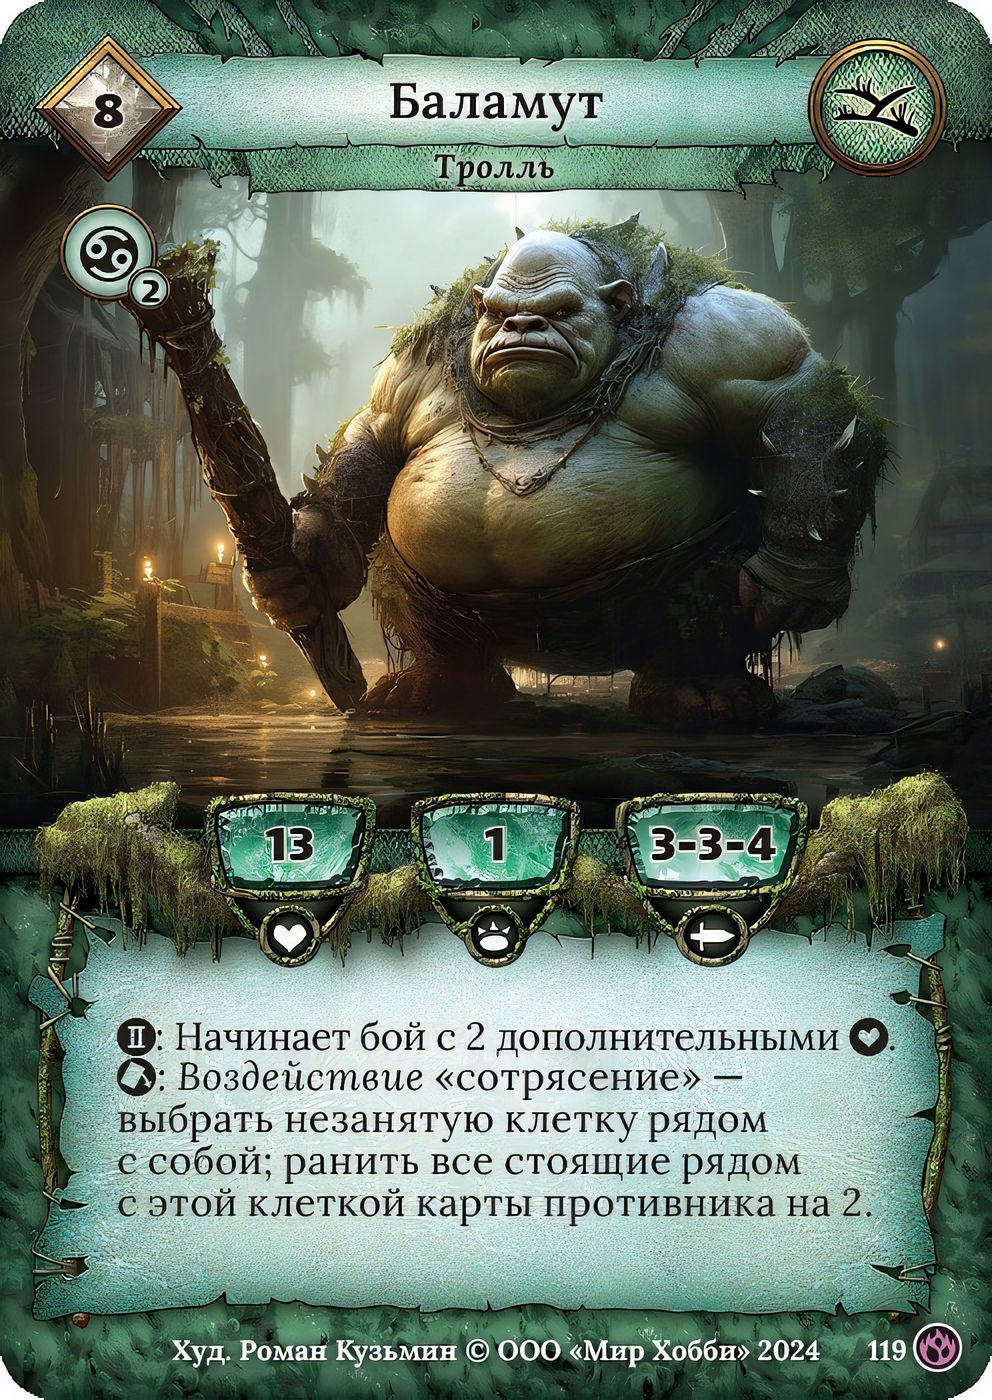 8
Баламут
Тролль
2
13
1
3-3-4
II: Начинает бой с 2 дополнительными ♥.
: Воздействие «сотрясение» —
выбрать незанятую клетку рядом
с собой; ранить все стоящие рядом
с этой клеткой карты противника на 2.
Худ. Роман Кузьмин © ООО «Мир Хобби» 2024
119